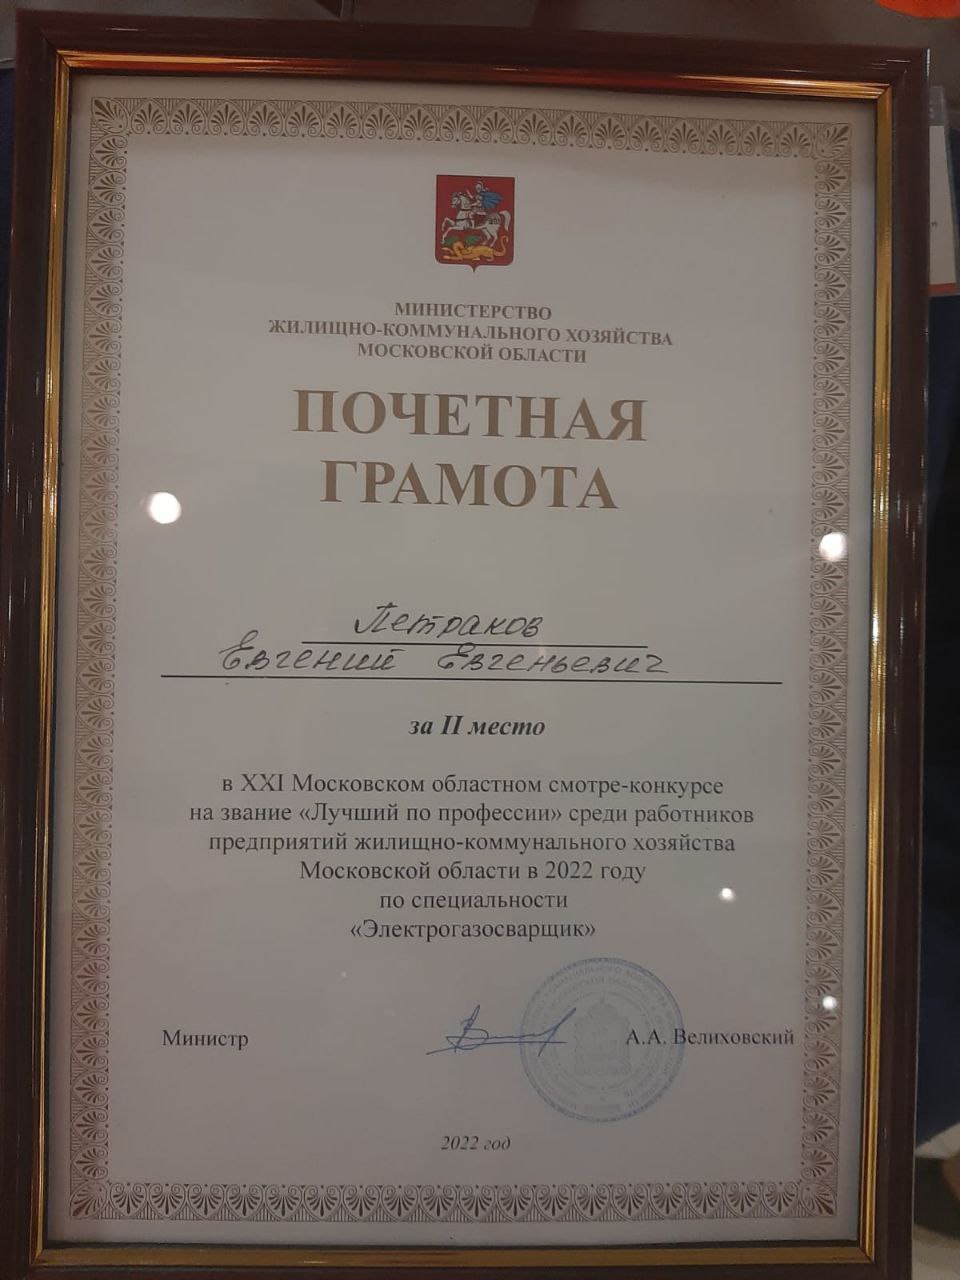 МИНИСТЕРСТВО
ЖИЛИЩНО-КОММУНАЛЬНОГО ХОЗЯЙСТВА
МОСКОВСКОЙ ОБЛАСТИ
ПОЧЕТНАЯ
ГРАМОТА
Петраков
Евгений Евгеньевич
за II место
в XXI Московском областном смотре-конкурсе
на звание «Лучший по профессии» среди работников
предприятий жилищно-коммунального хозяйства
Московской области в 2022 году
по специальности
«Электрогазосварщик»
Министр А.А. Велиховский
2022 год